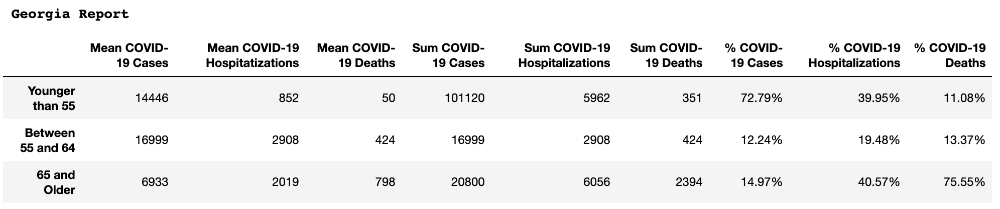 Georgia Report
Mean COVID- Mean COVID-19 Mean COVID- Sum COVID- Sum COVID-19 Sum COVID- % COVID- % COVID-19 % COVID-19
19 Cases Hospitatizations 19 Deaths 19 Cases Hospitalizations 19 Deaths 19 Cases Hospitalizations Deaths
Younger
than 55 14446 852 50 101120 5962 351 72.79% 39.95% 11.08%
Between
55 and 64 16999 2908 424 16999 2908 424 12.24% 19.48% 13.37%
65 and
Older 6933 2019 798 20800 6056 2394 14.97% 40.57% 75.55%